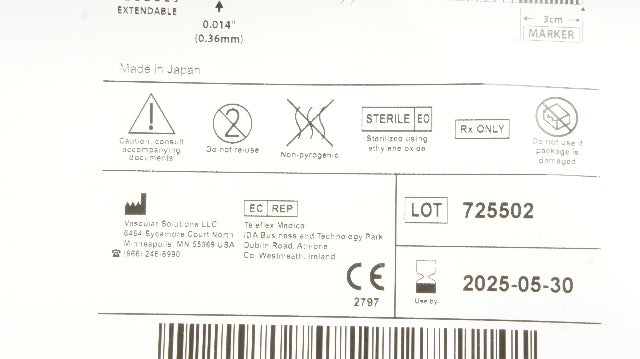 EXTENDABLE
0.014"
(0.36mm)
3cm
MARKER
Made in Japan
Caution, consult
accompanying
documents
2
Do not re-use
Non-pyrogenic
STERILE EO
Sterilized using
ethylene oxide
Rx ONLY
Do not use if
package is
damaged
Vascular Solutions LLC
6464 Sycamore Court North
Minneapolis, MN 55369 USA
(866) 246-6990
EC REP
Teleflex Medical
IDA Business and Technology Park
Dublin Road, Athlone
Co. Westmeath, Ireland
CE
2797
LOT 725502
Use by
2025-05-30